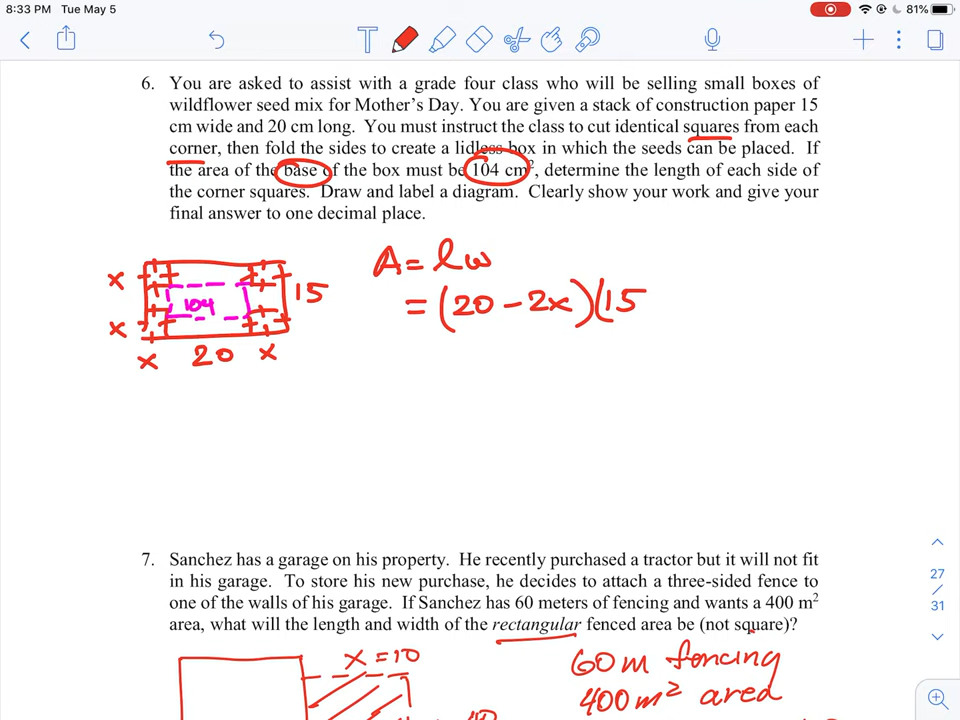 8:33 PM Tue May 5
81%
6. You are asked to assist with a grade four class who will be selling small boxes of
wildflower seed mix for Mother's Day. You are given a stack of construction paper 15
cm wide and 20 cm long. You must instruct the class to cut identical squares from each
corner, then fold the sides to create a lidless box in which the seeds can be placed. If
the area of the base of the box must be 104 cm², determine the length of each side of
the corner squares. Draw and label a diagram. Clearly show your work and give your
final answer to one decimal place.
A = lw
x
104
15
= (20 - 2x)(15
x
x 20 x
7. Sanchez has a garage on his property. He recently purchased a tractor but it will not fit
in his garage. To store his new purchase, he decides to attach a three-sided fence to
one of the walls of his garage. If Sanchez has 60 meters of fencing and wants a 400 m²
area, what will the length and width of the rectangular fenced area be (not square)?
x = 10
60m fencing
400m² area
27
/
31